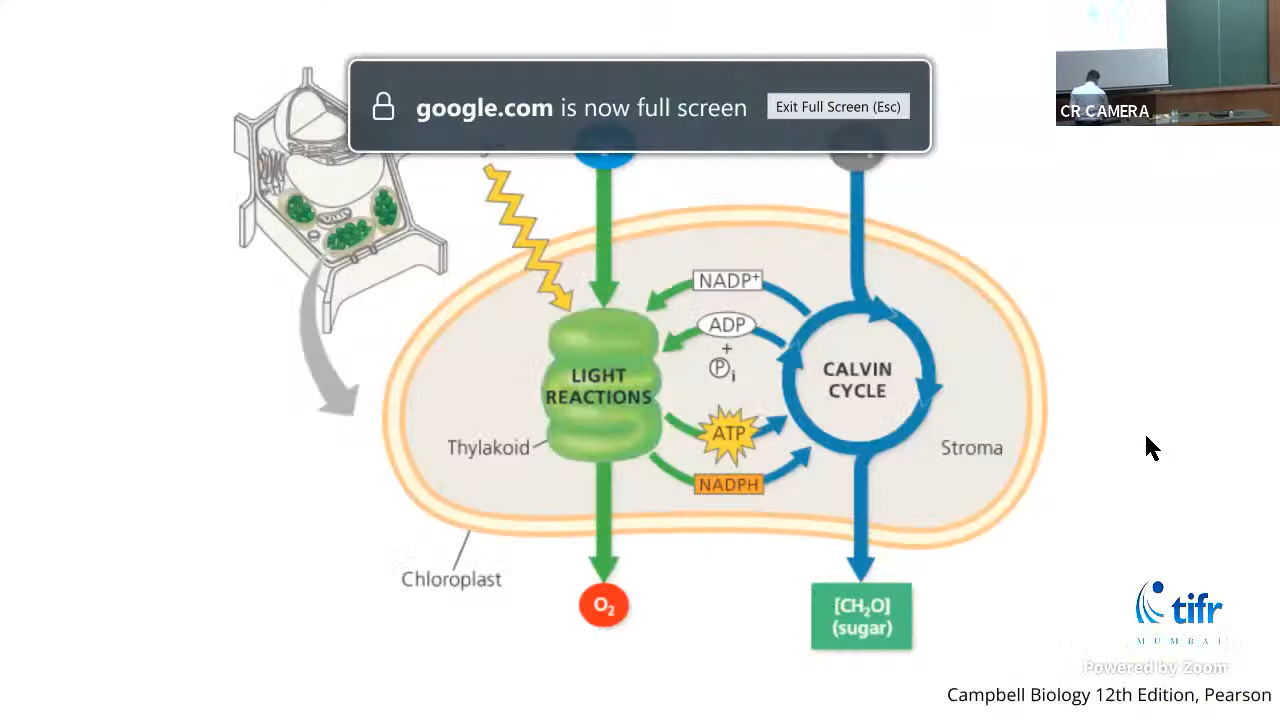 google.com is now full screen
Exit Full Screen (Esc)
CR CAMERA
NADP+
ADP
+
Pi
LIGHT
REACTIONS
CALVIN
CYCLE
ATP
Thylakoid
Stroma
NADPH
Chloroplast
O2
[CH2O]
(sugar)
tifr
MUMBAI
Powered by Zoom
Campbell Biology 12th Edition, Pearson